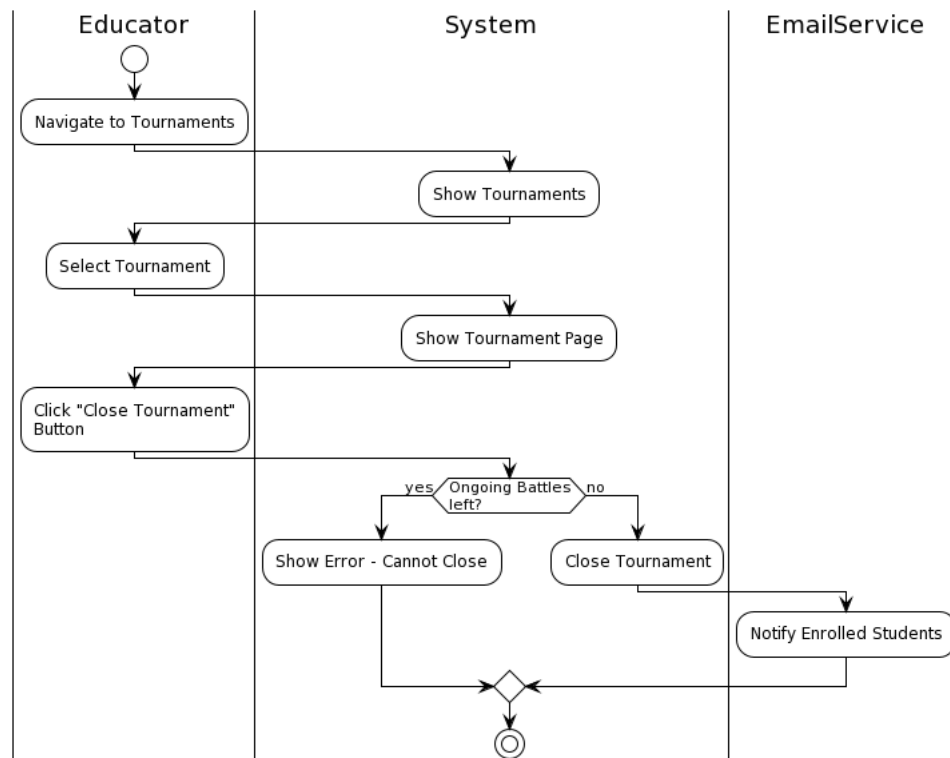 Educator
System
EmailService
Navigate to Tournaments
Show Tournaments
Select Tournament
Show Tournament Page
Click "Close Tournament"
Button
yes
Ongoing Battles
left?
no
Show Error - Cannot Close
Close Tournament
Notify Enrolled Students